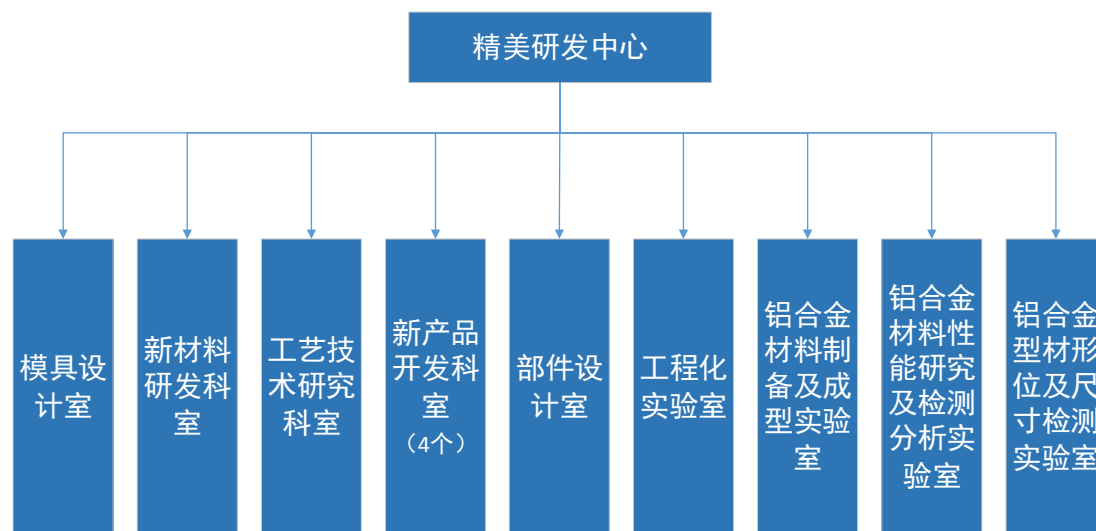 精美研发中心
模具设
计室
新材料
研发科
室
工艺技
术研究
科室
新产品
开发科
室
（4个）
部件设
计室
工程化
实验室
铝合金
材料制
备及成
型实验
室
铝合金
材料性
能研究
及检测
分析实
验室
铝合金
型材形
位及尺
寸检测
实验室